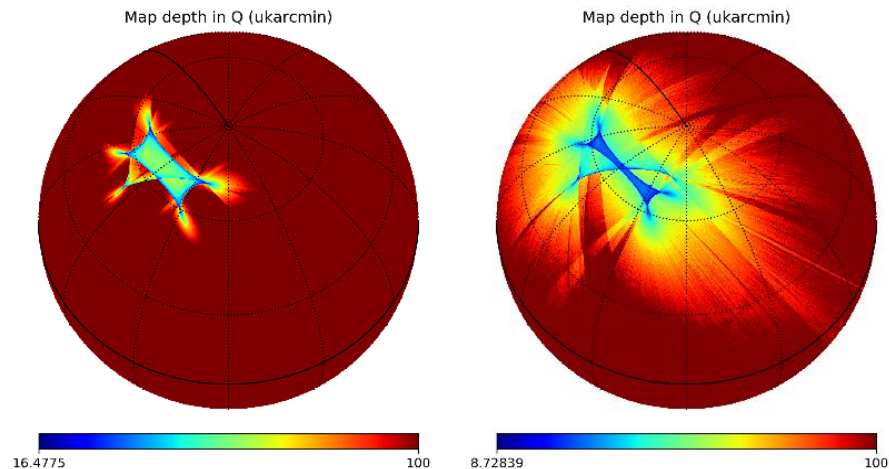 Map depth in Q (ukarcmin)
Map depth in Q (ukarcmin)
16.4775 100
8.72839 100